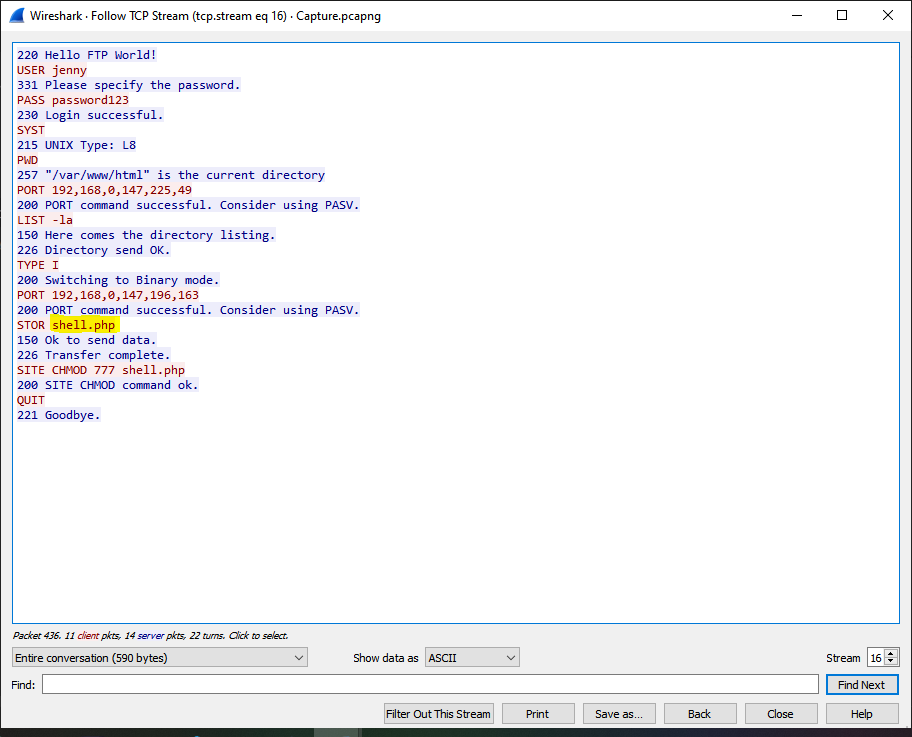 Wireshark · Follow TCP Stream (tcp.stream eq 16) · Capture.pcapng
220 Hello FTP World!
USER jenny
331 Please specify the password.
PASS password123
230 Login successful.
SYST
215 UNIX Type: L8
PWD
257 "/var/www/html" is the current directory
PORT 192,168,0,147,225,49
200 PORT command successful. Consider using PASV.
LIST -la
150 Here comes the directory listing.
226 Directory send OK.
TYPE I
200 Switching to Binary mode.
PORT 192,168,0,147,196,163
200 PORT command successful. Consider using PASV.
STOR shell.php
150 Ok to send data.
226 Transfer complete.
SITE CHMOD 777 shell.php
200 SITE CHMOD command ok.
QUIT
221 Goodbye.
Packet 436. 11 client pkts, 14 server pkts, 22 turns. Click to select.
Entire conversation (590 bytes) Show data as ASCII Stream 16
Find: Find Next
Filter Out This Stream Print Save as... Back Close Help